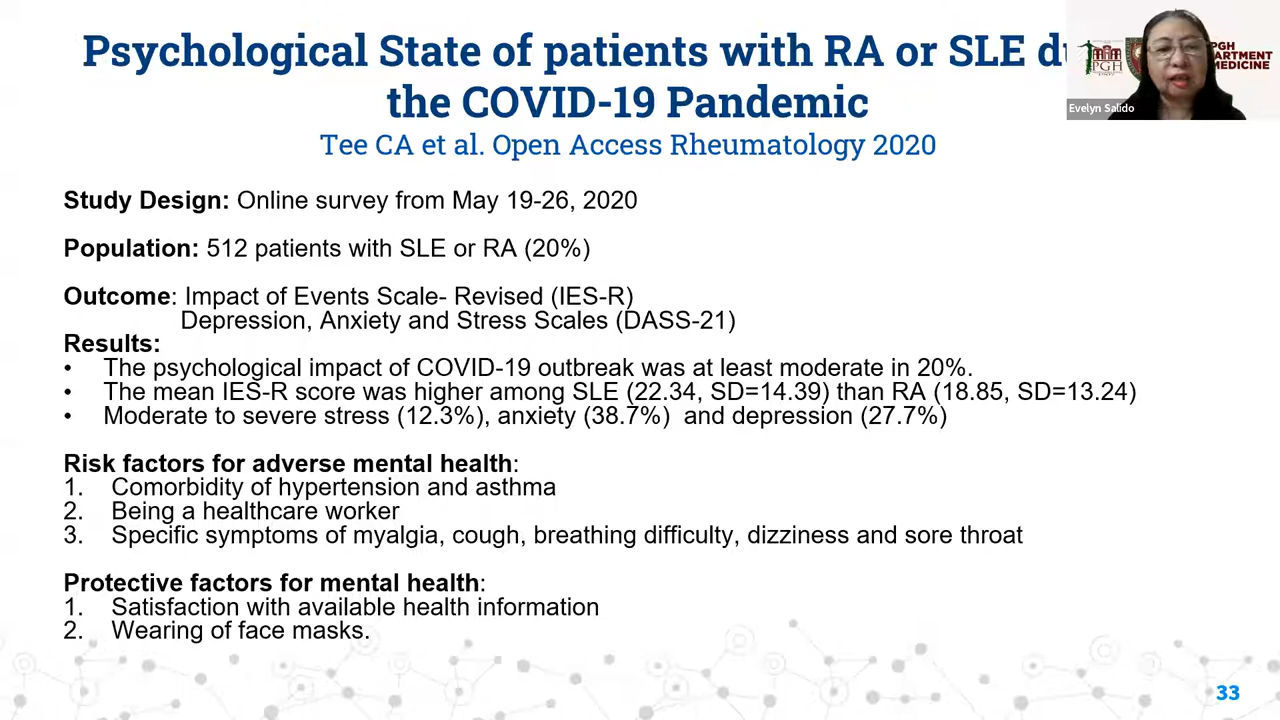 Psychological State of patients with RA or SLE
the COVID-19 Pandemic
Tee CA et al. Open Access Rheumatology 2020
PGH
PGH
MEDICINE
Evelyn Salido
Study Design: Online survey from May 19-26, 2020
Population: 512 patients with SLE or RA (20%)
Outcome: Impact of Events Scale- Revised (IES-R)
Depression, Anxiety and Stress Scales (DASS-21)
Results:
• The psychological impact of COVID-19 outbreak was at least moderate in 20%.
• The mean IES-R score was higher among SLE (22.34, SD=14.39) than RA (18.85, SD=13.24)
• Moderate to severe stress (12.3%), anxiety (38.7%) and depression (27.7%)
Risk factors for adverse mental health:
1. Comorbidity of hypertension and asthma
2. Being a healthcare worker
3. Specific symptoms of myalgia, cough, breathing difficulty, dizziness and sore throat
Protective factors for mental health:
1. Satisfaction with available health information
2. Wearing of face masks.
33